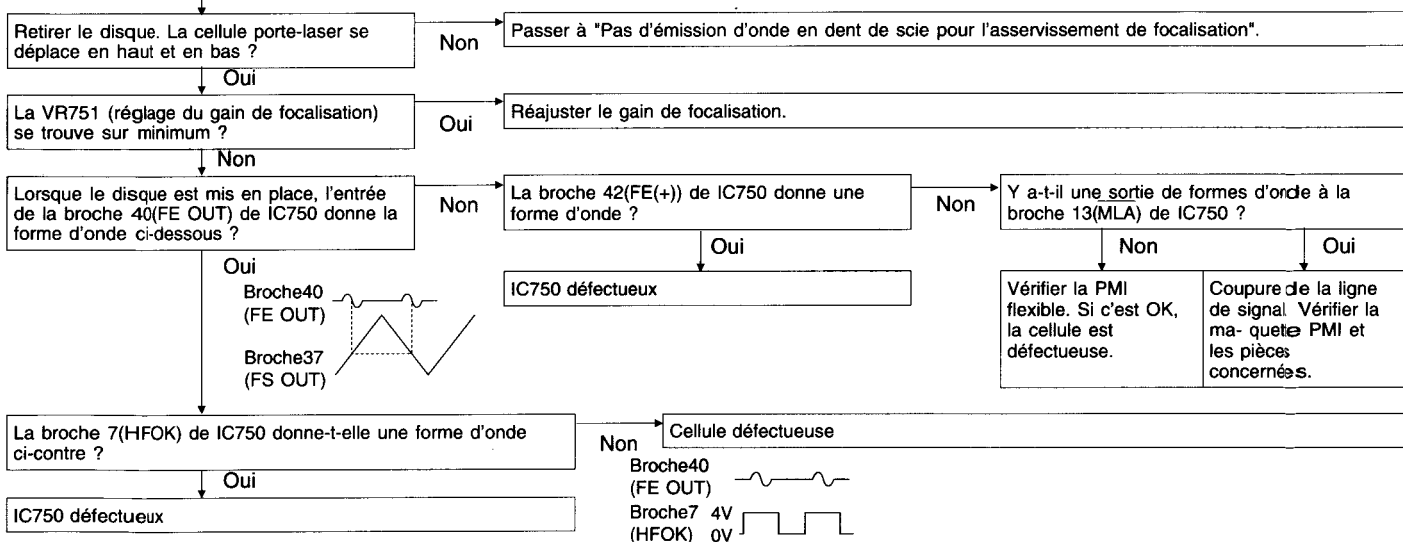 Retirer le disque. La cellule porte-laser se
déplace en haut et en bas ?
Non
Passer à "Pas d'émission d'onde en dent de scie pour l'asservissement de focalisation".
Oui
La VR751 (réglage du gain de focalisation)
se trouve sur minimum ?
Oui
Réajuster le gain de focalisation.
Non
Lorsque le disque est mis en place, l'entrée
de la broche 40(FE OUT) de IC750 donne la
forme d'onde ci-dessous ?
Non
La broche 42(FE(+)) de IC750 donne une
forme d'onde ?
Non
Y a-t-il une sortie de formes d'onde à la
broche 13(MLA) de IC750 ?
Oui
Oui
Non
Oui
IC750 défectueux
Vérifier la PMI
flexible. Si c'est OK,
la cellule est
défectueuse.
Coupure de la ligne
de signal. Vérifier la
ma- quette PMI et
les pièces
concernées.
Broche40
(FE OUT)
Broche37
(FS OUT)
La broche 7(HFOK) de IC750 donne-t-elle une forme d'onde
ci-contre ?
Non
Cellule défectueuse
Oui
IC750 défectueux
Broche40
(FE OUT)
Broche7 4V
(HFOK) 0V